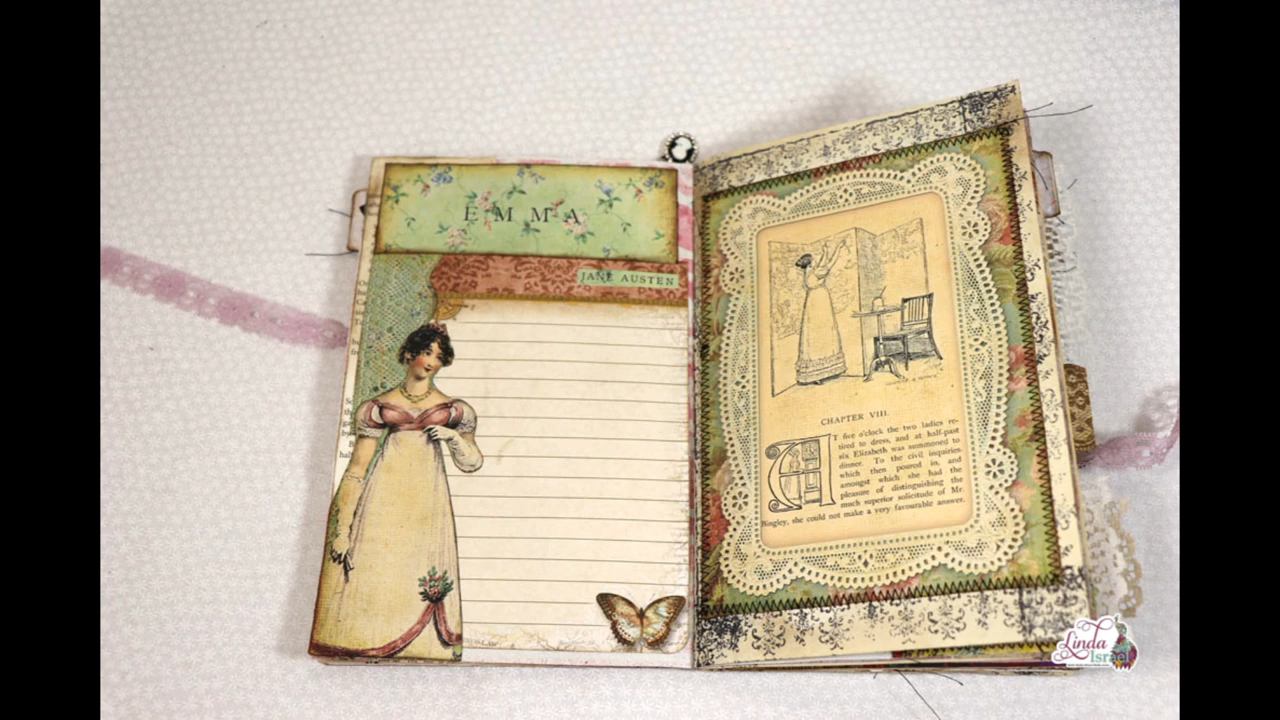 E M M A
JANE AUSTEN
CHAPTER VIII.
AT five o'clock the two ladies re-
tired to dress, and at half-past
six Elizabeth was summoned to
dinner. To the civil inquiries
which then poured in, and
amongst which she had the
pleasure of distinguishing the
much superior solicitude of Mr.
Bingley, she could not make a very favourable answer.
Linda
Israel